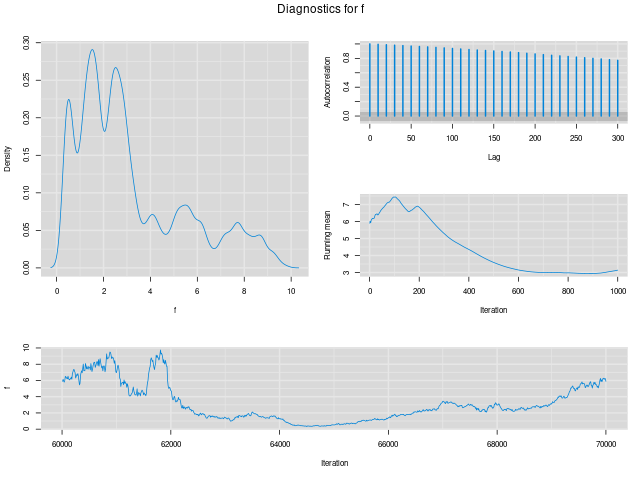 Diagnostics for f
0.30
0.25
0.20
0.15
0.10
0.05
0.00
Density
0 2 4 6 8 10
f
0.8
0.4
0.0
Autocorrelation
0 50 100 150 200 250 300
Lag
7
6
5
4
3
Running mean
0 200 400 600 800 1000
Iteration
10
8
6
4
2
0
f
60000 62000 64000 66000 68000 70000
Iteration